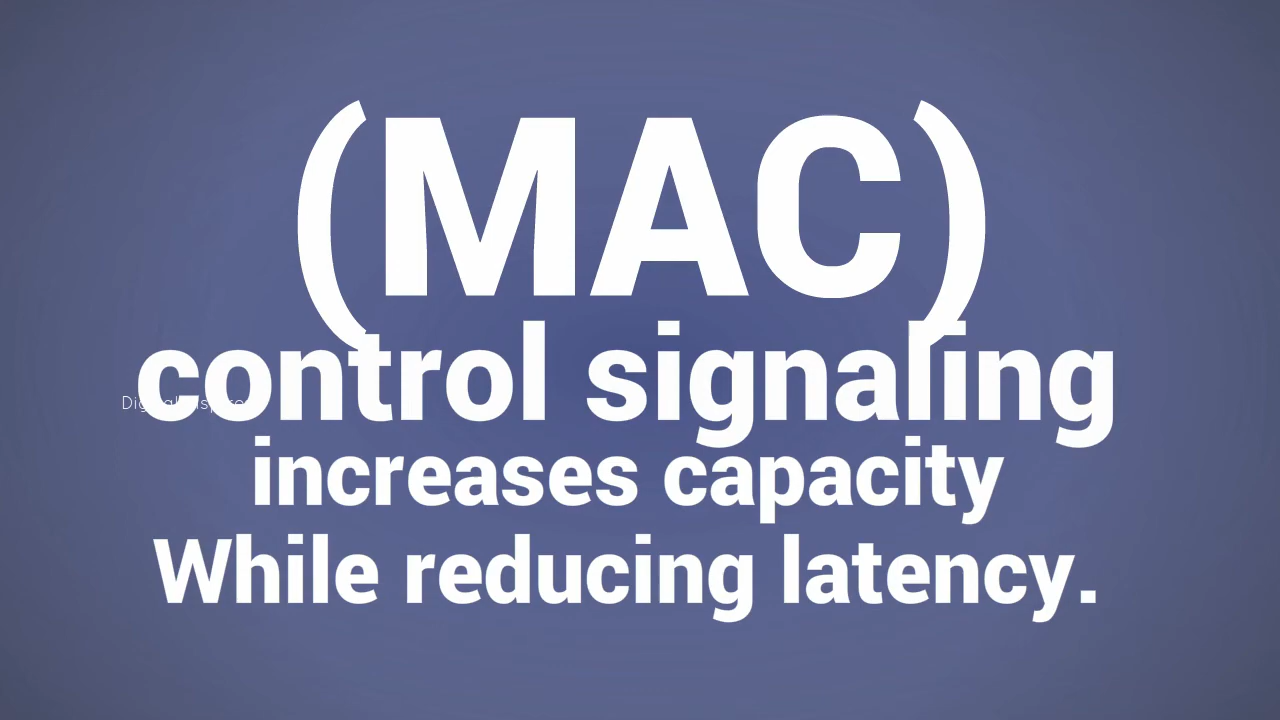 (MAC)
control signaling
increases capacity
While reducing latency.